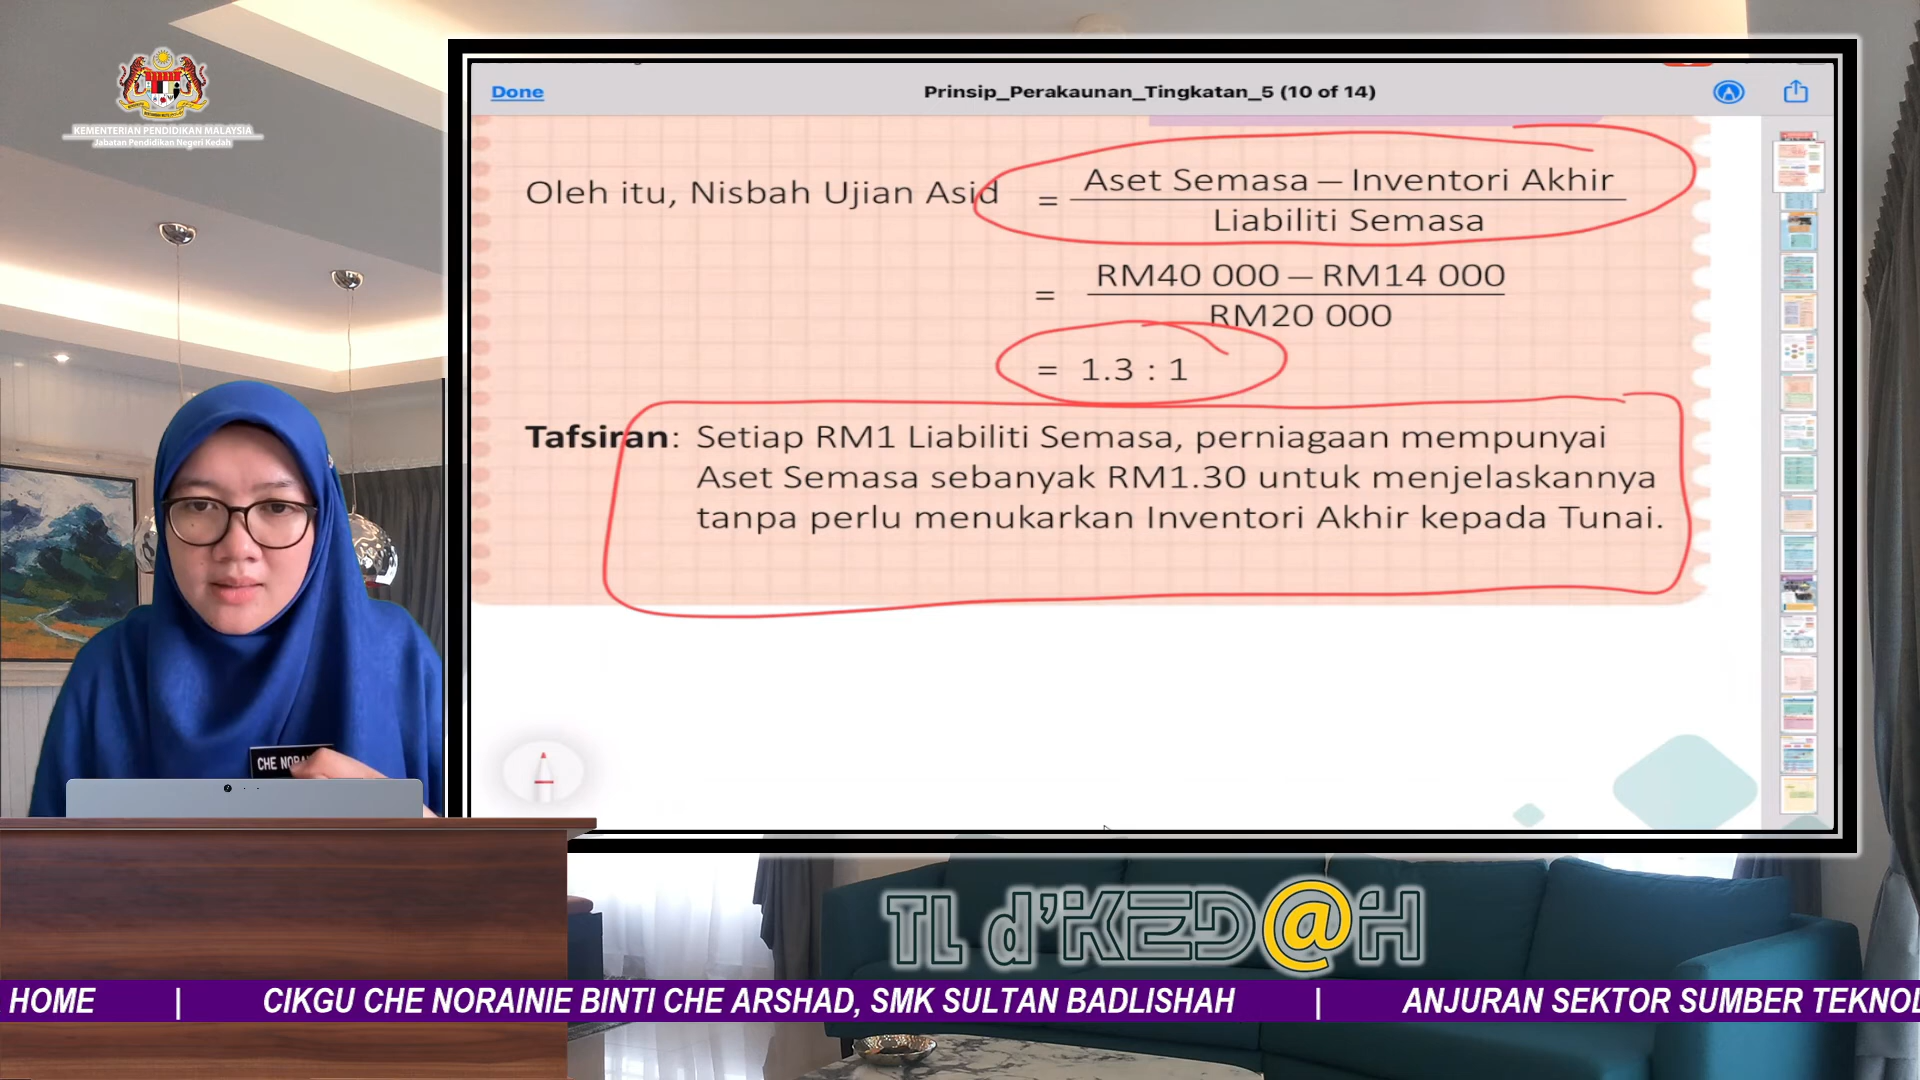 KEMENTERIAN PENDIDIKAN MALAYSIA
Jabatan Pendidikan Negeri Kedah
Done
Prinsip_Perakaunan_Tingkatan_5 (10 of 14)
Oleh itu, Nisbah Ujian Asid = Aset Semasa – Inventori Akhir
Liabiliti Semasa
= RM40 000 – RM14 000
RM20 000
= 1.3 : 1
Tafsiran: Setiap RM1 Liabiliti Semasa, perniagaan mempunyai
Aset Semasa sebanyak RM1.30 untuk menjelaskannya
tanpa perlu menukarkan Inventori Akhir kepada Tunai.
CHE
TL d'KED@H
HOME | CIKGU CHE NORAINIE BINTI CHE ARSHAD, SMK SULTAN BADLISHAH | ANJURAN SEKTOR SUMBER TEKNOL